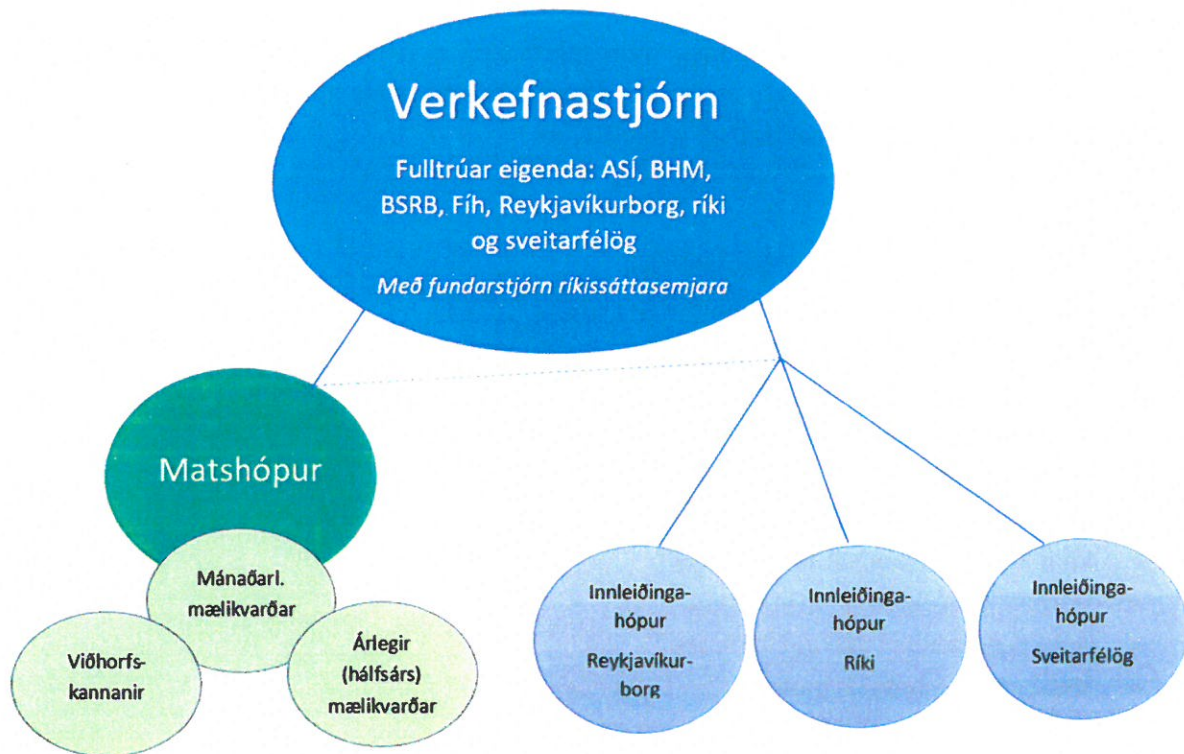 Verkefnastjórn
Fulltrúar eigenda: ASÍ, BHM,
BSRB, Fíh, Reykjavíkurborg, ríki
og sveitarfélög
Með fundarstjórn ríkissáttasemjara
Matshópur
Mánaðarl.
mælikvarðar
Viðhorfs-
kannanir
Árlegir
(hálfsárs)
mælikvarðar
Innleiðinga-
hópur
Reykjavíkur-
borg
Innleiðinga-
hópur
Ríki
Innleiðinga-
hópur
Sveitarfélög